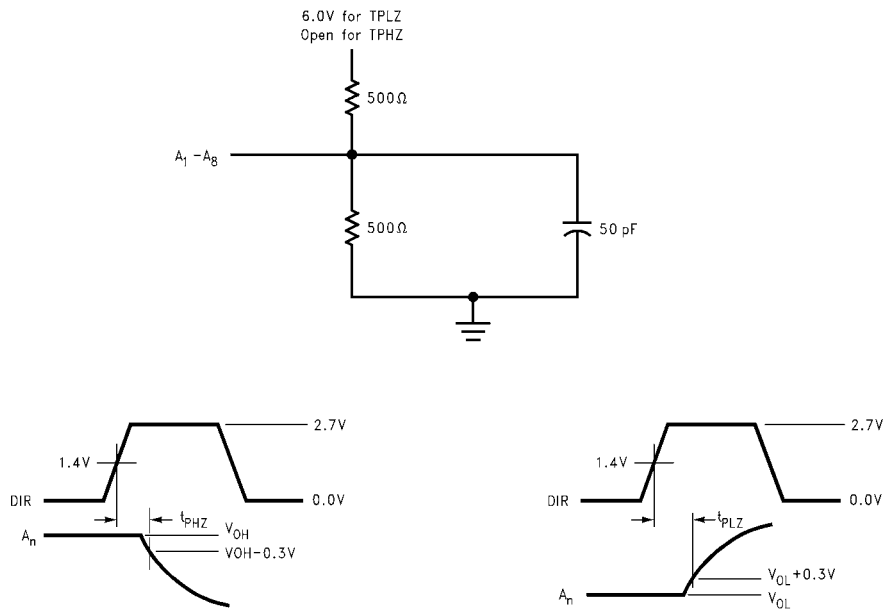 6.0V for TPLZ
Open for TPHZ
500Ω
A₁ – A₈
500Ω
50 pF
2.7V
1.4V
DIR
0.0V
tPHZ
Aₙ
VOH
VOH–0.3V
2.7V
1.4V
DIR
0.0V
tPLZ
VOL+0.3V
Aₙ
VOL